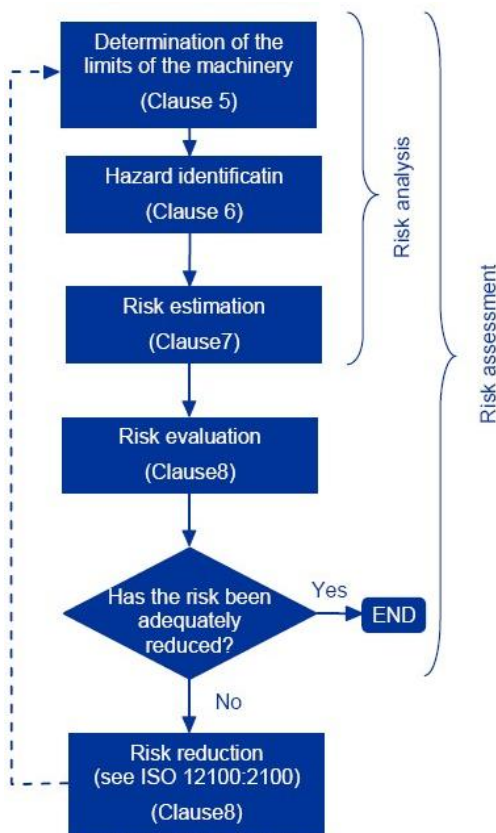 Determination of the
limits of the machinery
(Clause 5)
Hazard identificatin
(Clause 6)
Risk estimation
(Clause7)
Risk analysis
Risk evaluation
(Clause8)
Has the risk been
adequately
reduced?
Yes
END
Risk assessment
No
Risk reduction
(see ISO 12100:2100)
(Clause8)